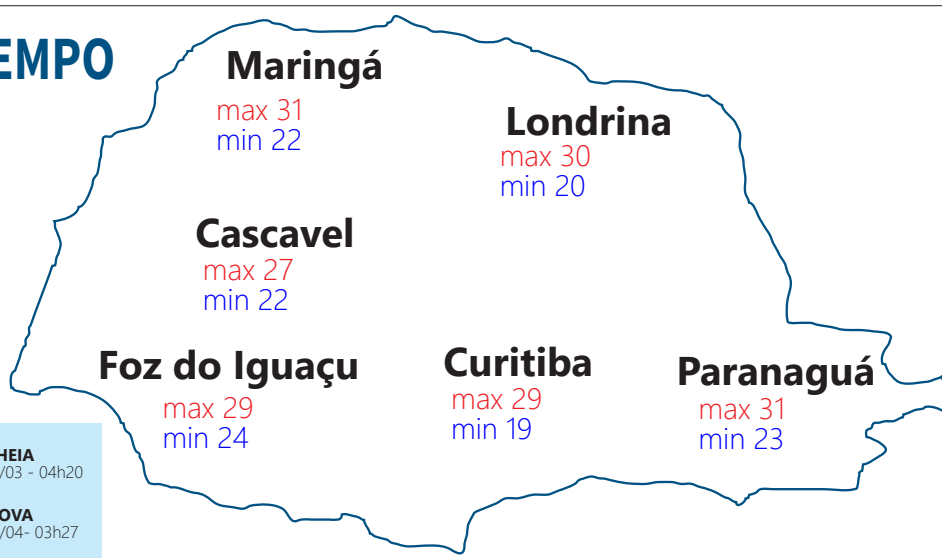 EMPO
Maringá
max 31
min 22
Londrina
max 30
min 20
Cascavel
max 27
min 22
Foz do Iguaçu
max 29
min 24
Curitiba
max 29
min 19
Paranaguá
max 31
min 23
HEIA
/03 - 04h20
OVA
/04- 03h27